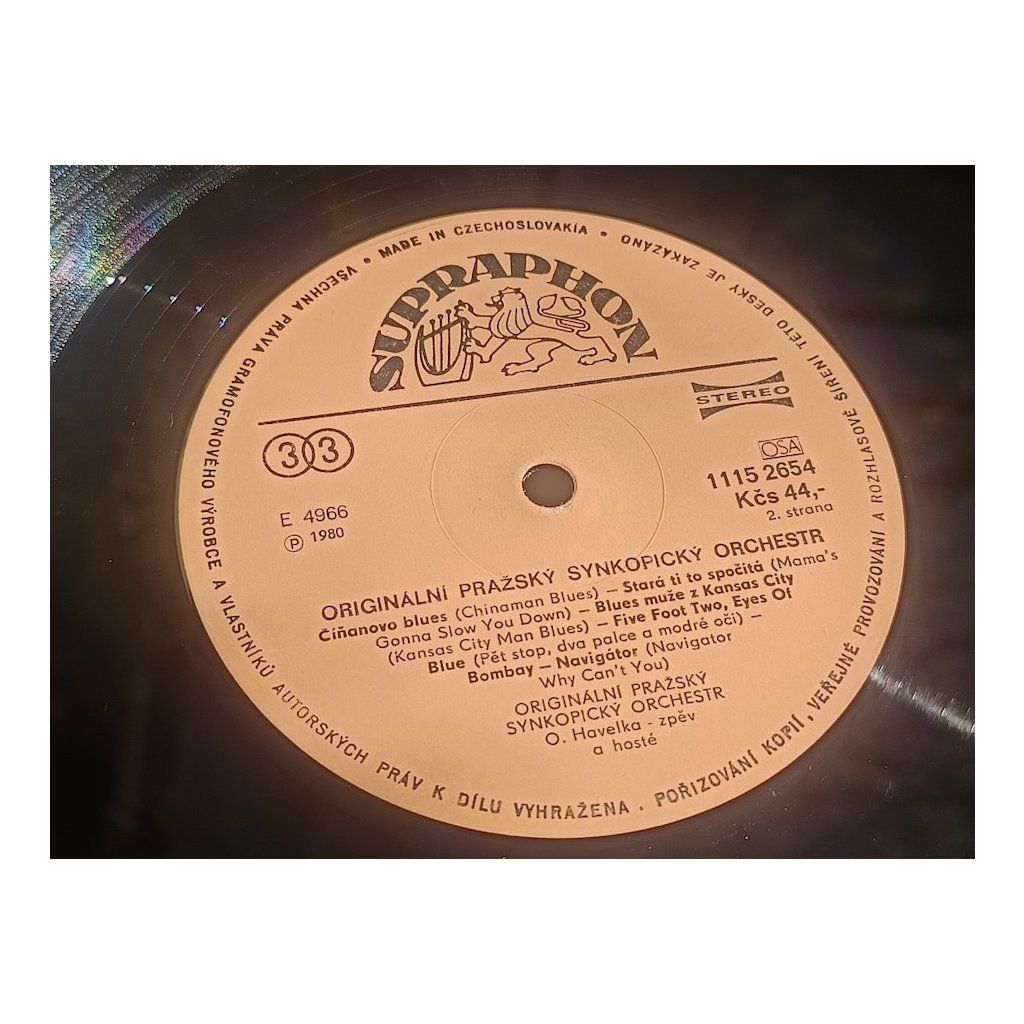 VŠECHNA PRÁVA GRAMOFONOVÉHO VÝROBCE A VLASTNÍKŮ AUTORSKÝCH PRÁV K DÍLU VYHRAŽENA . POŘIZOVÁNÍ KOPIÍ , VEŘEJNÉ PROVOZOVÁNÍ A ROZHLASOVÉ ŠÍŘENÍ TÉTO DESKY JE ZAKÁZÁNO • MADE IN CZECHOSLOVAKIA •
SUPRAPHON
STEREO
33
OSA
1115 2654
Kčs 44,-
2. strana
E 4966
Ⓟ 1980
ORIGINÁLNÍ PRAŽSKÝ SYNKOPICKÝ ORCHESTR
Číňanovo blues (Chinaman Blues) – Stará ti to spočítá (Mama's
Gonna Slow You Down) – Blues muže z Kansas City
(Kansas City Man Blues) – Five Foot Two, Eyes Of
Blue (Pět stop, dva palce a modré oči) –
Bombay – Navigátor (Navigator
Why Can't You)
ORIGINÁLNÍ PRAŽSKÝ
SYNKOPICKÝ ORCHESTR
O. Havelka - zpěv
a hosté